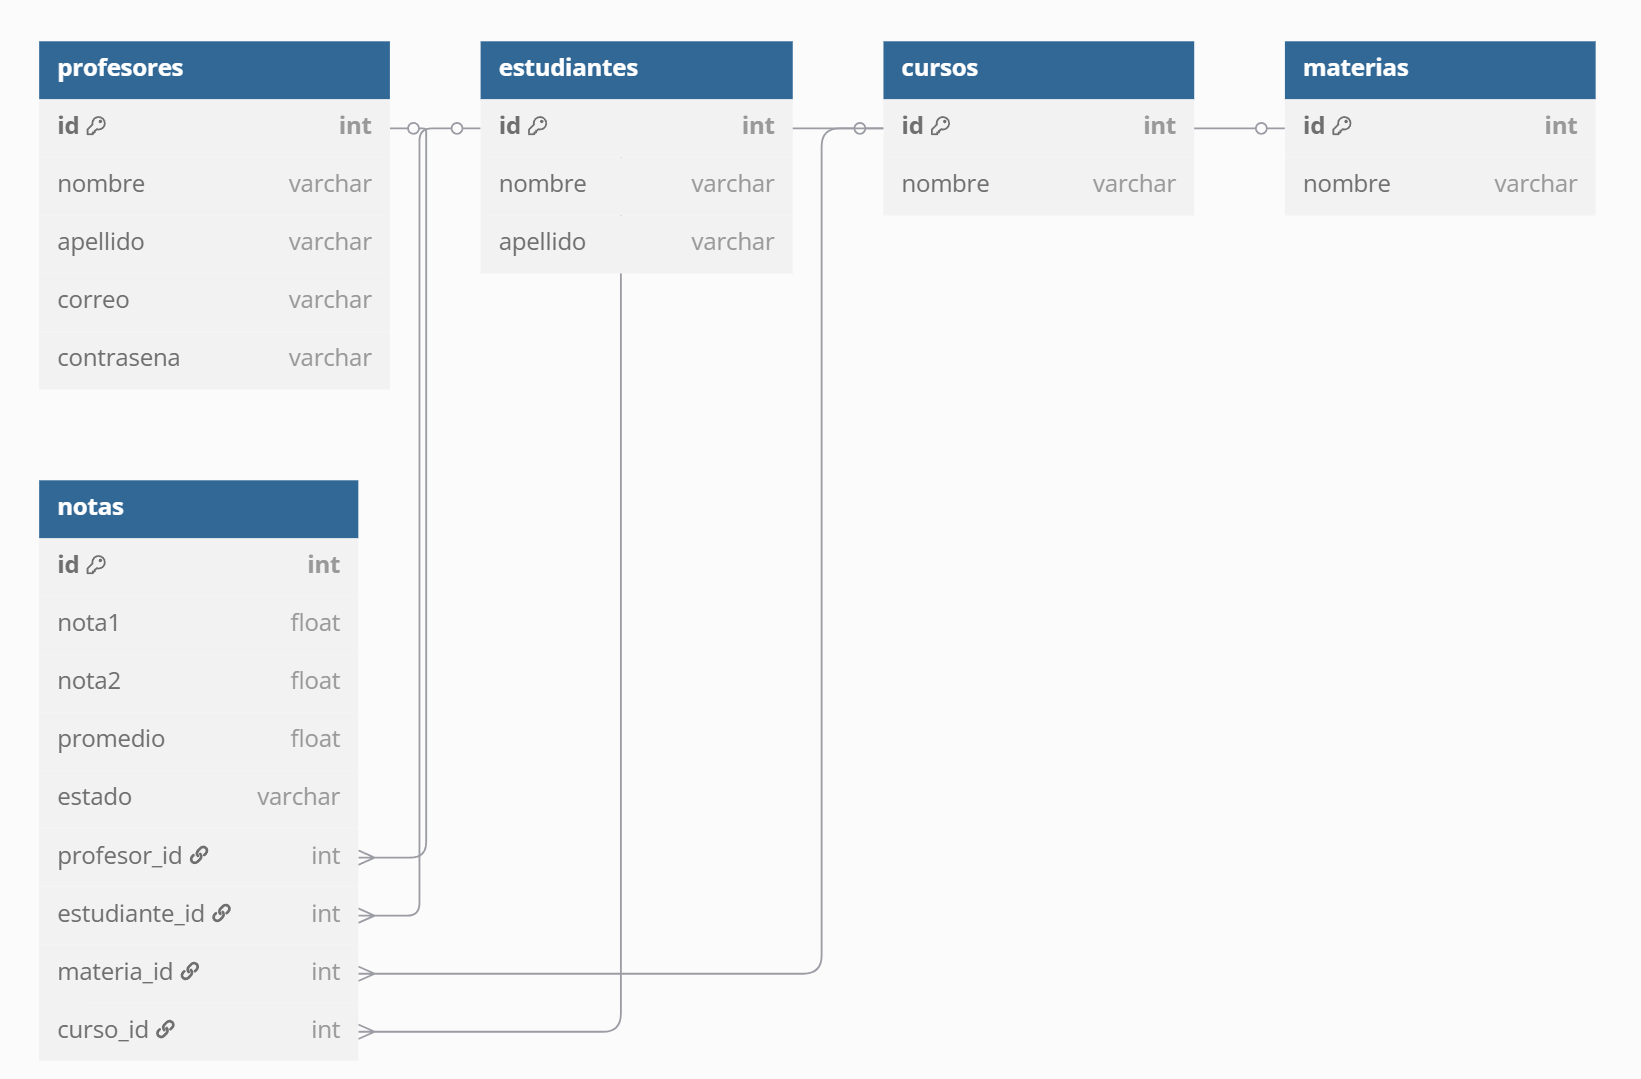 profesores
id int
nombre varchar
apellido varchar
correo varchar
contrasena varchar
estudiantes
id int
nombre varchar
apellido varchar
cursos
id int
nombre varchar
materias
id int
nombre varchar
notas
id int
nota1 float
nota2 float
promedio float
estado varchar
profesor_id int
estudiante_id int
materia_id int
curso_id int